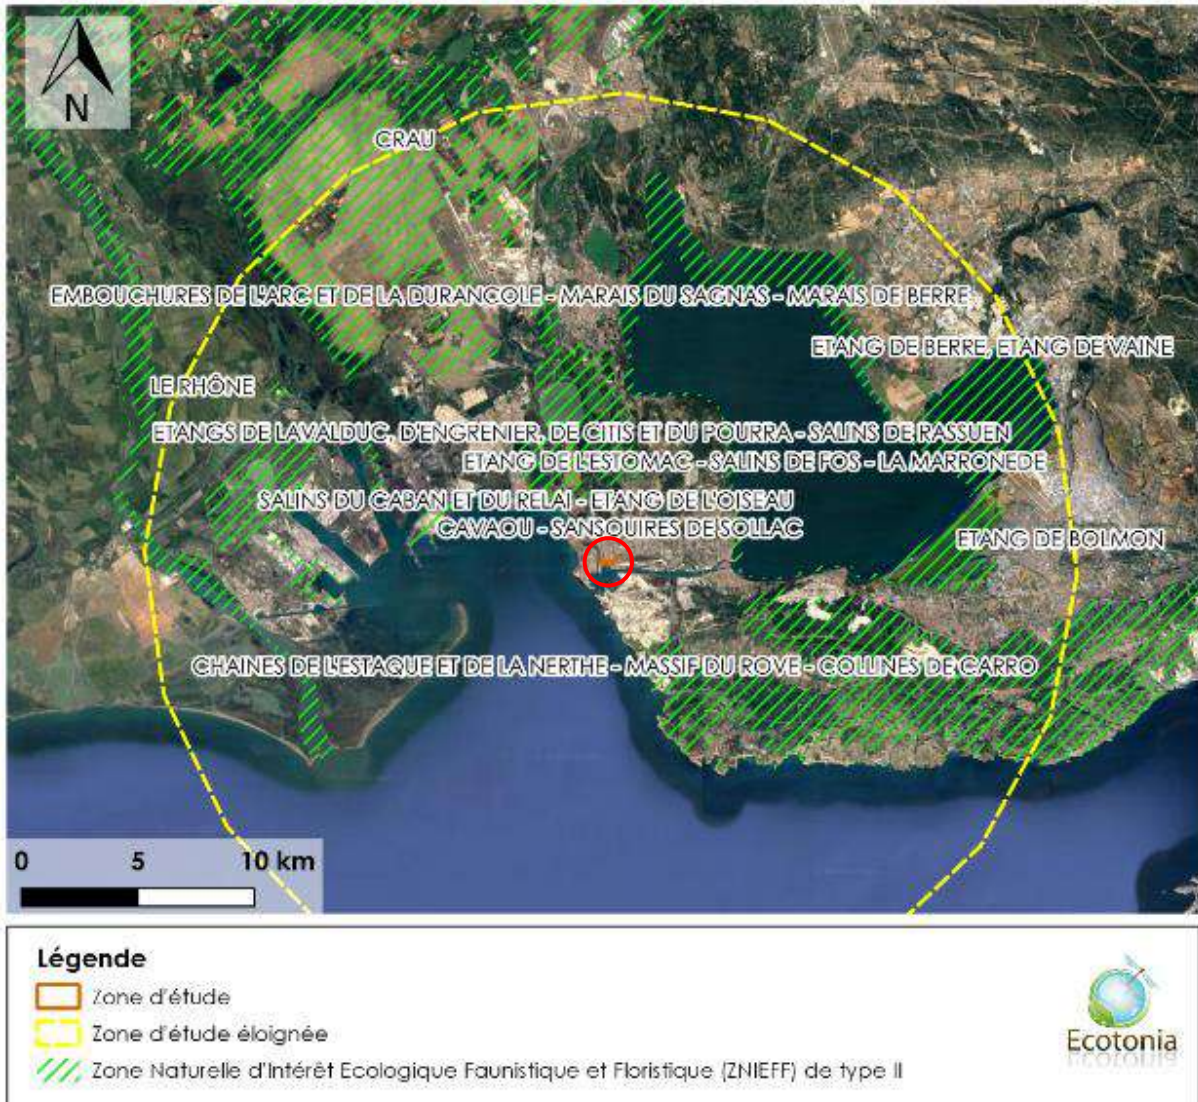 N
CRAU
EMBOUCHURES DE L'ARC ET DE LA DURANCOLE - MARAIS DU SAGNAS - MARAIS DE BERRE
ETANG DE BERRE, ETANG DE VAINE
LE RHÔNE
ETANGS DE LAVALDUC, D'ENGRENIER, DE CITIS ET DU POURRA - SALINS DE RASSUEN
ETANG DE L'ESTOMAC - SALINS DE FOS - LA MARRONEDE
SALINS DU CABAN ET DU RELAI - ETANG DE L'OISEAU
CAVAOU - SANSOUIRES DE SOLLAC
ETANG DE BOLMON
CHAINES DE L'ESTAQUE ET DE LA NERTHE - MASSIF DU ROVE - COLLINES DE CARRO
0 5 10 km
Légende
Zone d'étude
Zone d'étude éloignée
Zone Naturelle d'Intérêt Ecologique Faunistique et Floristique (ZNIEFF) de type II
Ecotonia